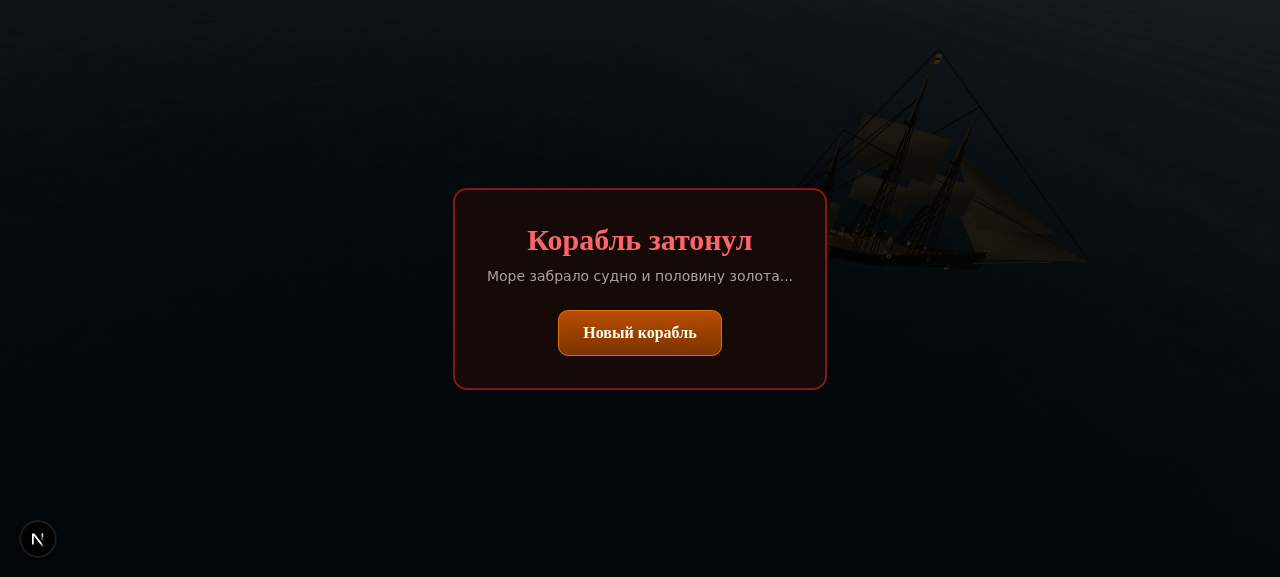 Корабль затонул
Море забрало судно и половину золота...
Новый корабль
N